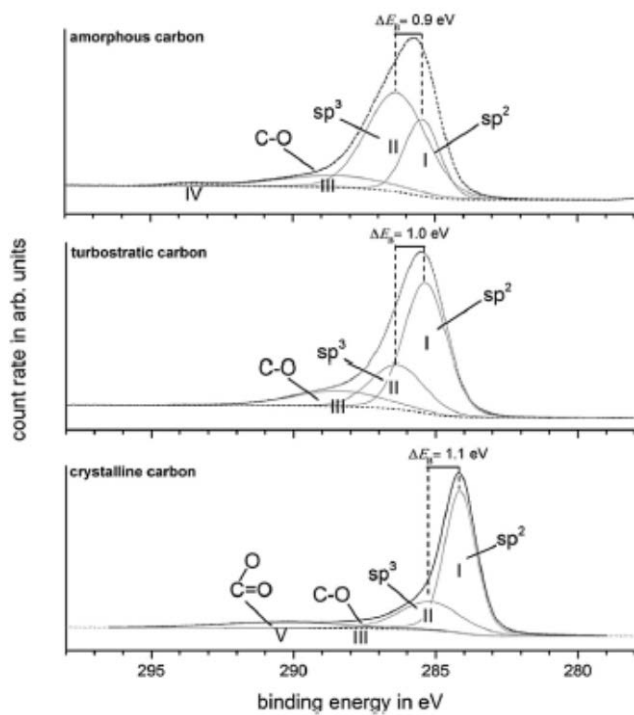 ΔE_B= 0.9 eV
amorphous carbon
sp³
sp²
C-O
II
I
III
IV
ΔE_B= 1.0 eV
turbostratic carbon
sp²
sp³
I
C-O
II
III
ΔE_B= 1.1 eV
crystalline carbon
sp²
O
C=O
sp³
I
C-O
II
V
III
295
290
285
280
binding energy in eV
count rate in arb. units